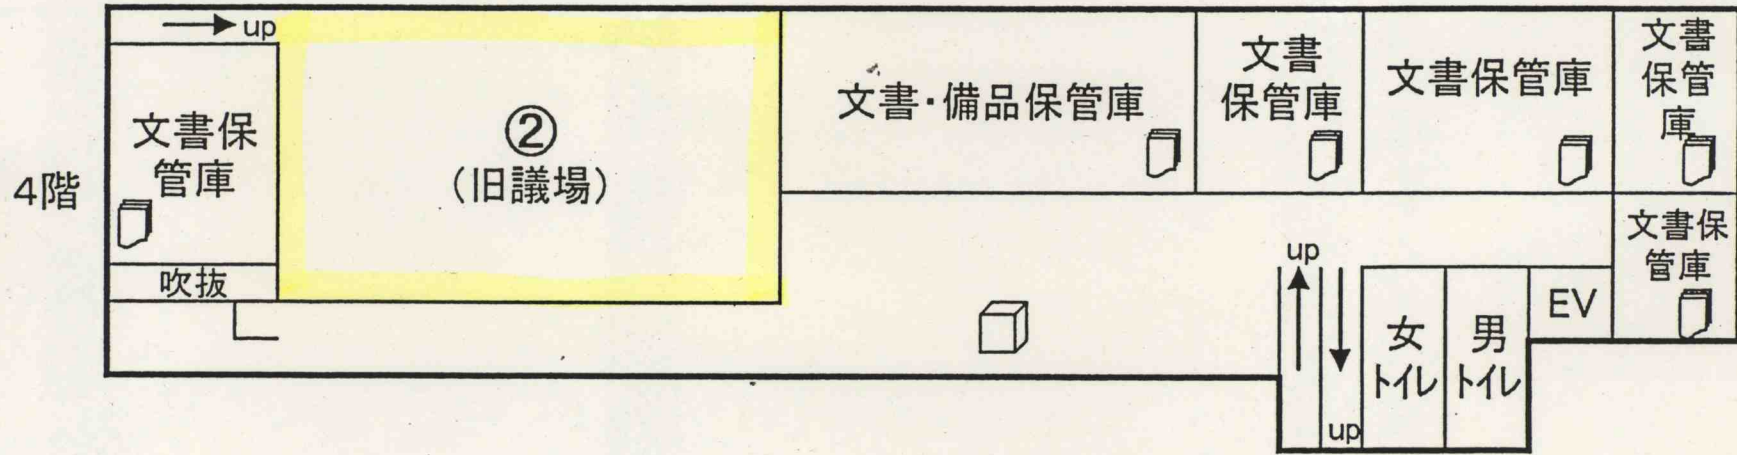 4階
up
文書保
管庫
吹抜
②
(旧議場)
文書・備品保管庫
文書
保管庫
文書保管庫
文書
保管
庫
文書保
管庫
up
up
女
トイレ
男
トイレ
EV